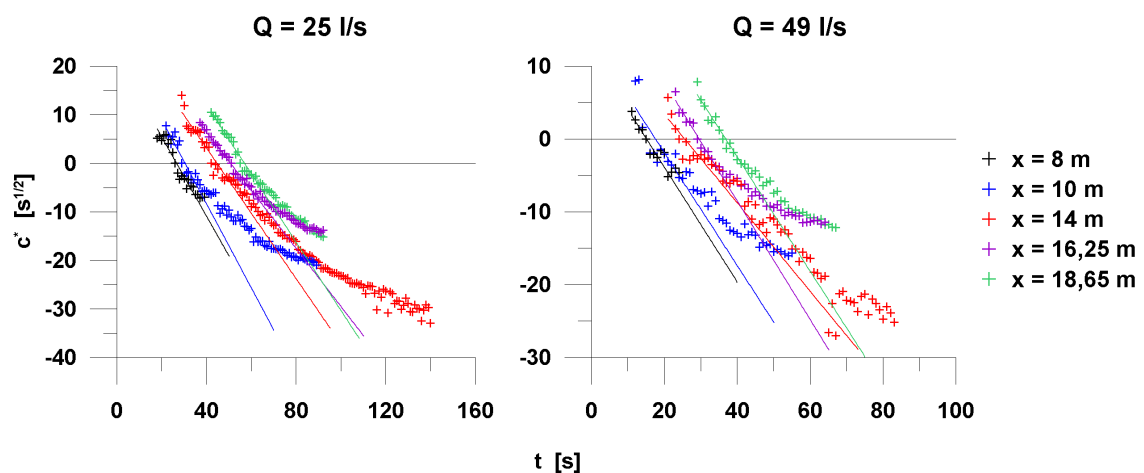 Q = 25 l/s
Q = 49 l/s
c* [s1/2]
20
10
0
-10
-20
-30
-40
0
40
80
120
160
10
0
-10
-20
-30
0
20
40
60
80
100
t [s]
x = 8 m
x = 10 m
x = 14 m
x = 16,25 m
x = 18,65 m